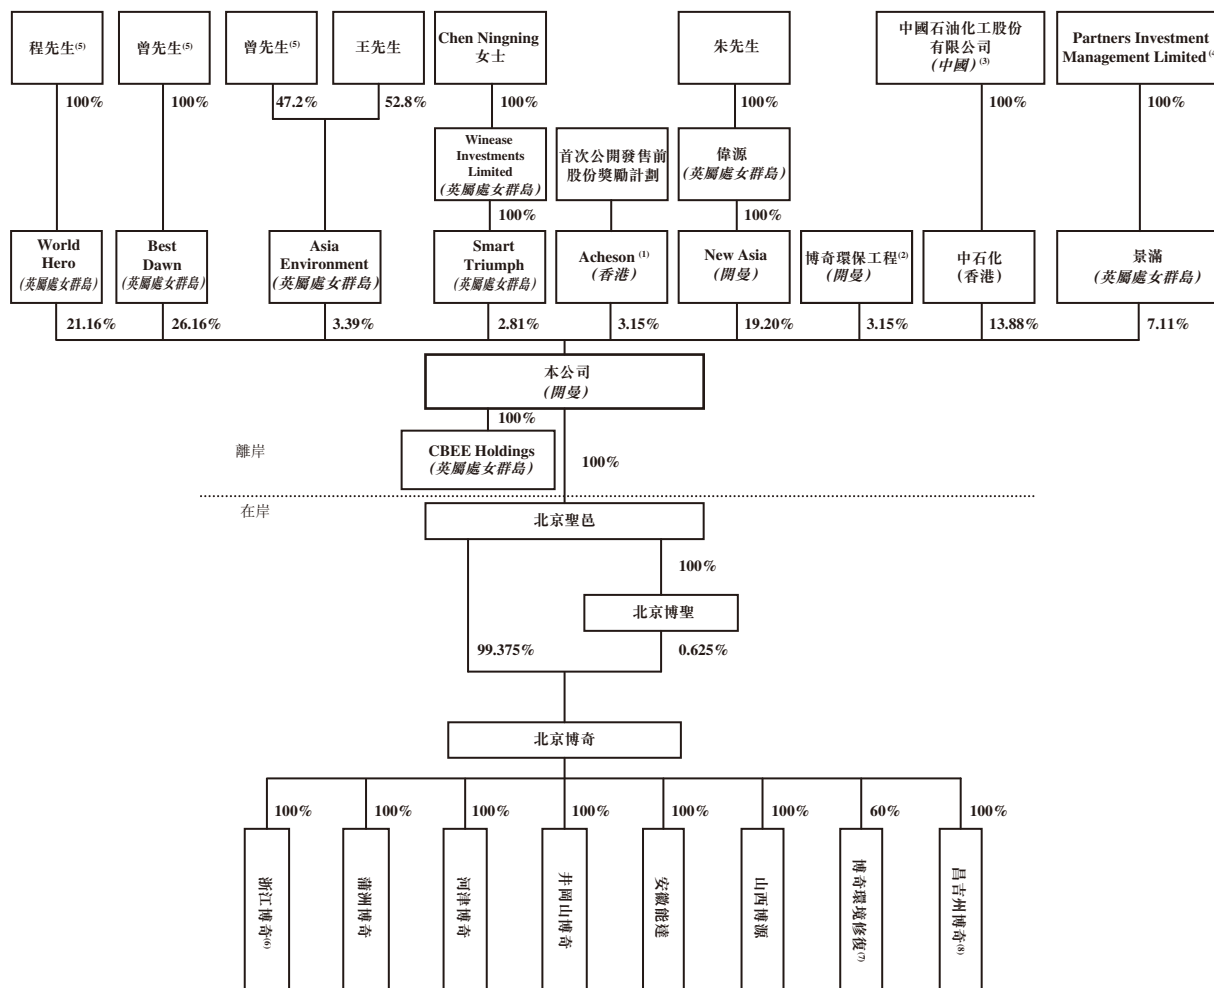 程先生(5)
曾先生(5)
曾先生(5)
王先生
Chen Ningning
女士
朱先生
中國石油化工股份
有限公司
(中國)(3)
Partners Investment
Management Limited(4
100%
100%
47.2%
52.8%
100%
100%
100%
100%
Winease
Investments
Limited
(英屬處女群島)
首次公開發售前
股份獎勵計劃
偉源
(英屬處女群島)
100%
100%
World
Hero
(英屬處女群島)
Best
Dawn
(英屬處女群島)
Asia
Environment
(英屬處女群島)
Smart
Triumph
(英屬處女群島)
Acheson (1)
(香港)
New Asia
(開曼)
博奇環保工程(2)
(開曼)
中石化
(香港)
景滿
(英屬處女群島)
21.16%
26.16%
3.39%
2.81%
3.15%
19.20%
3.15%
13.88%
7.11%
本公司
(開曼)
100%
CBEE Holdings
(英屬處女群島)
離岸
100%
在岸
北京聖邑
100%
北京博聖
99.375%
0.625%
北京博奇
100%
100%
100%
100%
100%
100%
60%
100%
浙江博奇(6)
蒲洲博奇
河津博奇
井岡山博奇
安徽能達
山西博源
博奇環境修復(7)
昌吉州博奇(8)